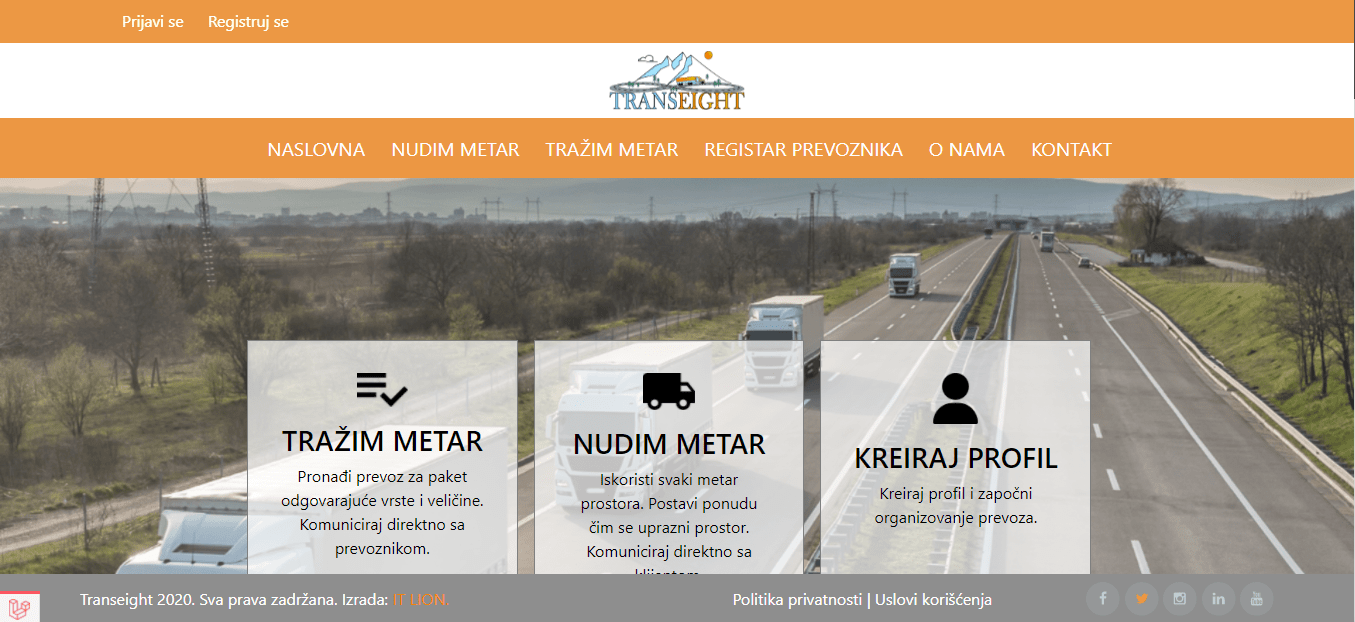 Prijavi se Registruj se
TRANSEIGHT
NASLOVNA NUDIM METAR TRAŽIM METAR REGISTAR PREVOZNIKA O NAMA KONTAKT
TRAŽIM METAR
Pronađi prevoz za paket
odgovarajuće vrste i veličine.
Komuniciraj direktno sa
prevoznikom.
NUDIM METAR
Iskoristi svaki metar
prostora. Postavi ponudu
čim se uprazni prostor.
Komuniciraj direktno sa
klijentom.
KREIRAJ PROFIL
Kreiraj profil i započni
organizovanje prevoza.
Transeight 2020. Sva prava zadržana. Izrada: IT LION. Politika privatnosti | Uslovi korišćenja